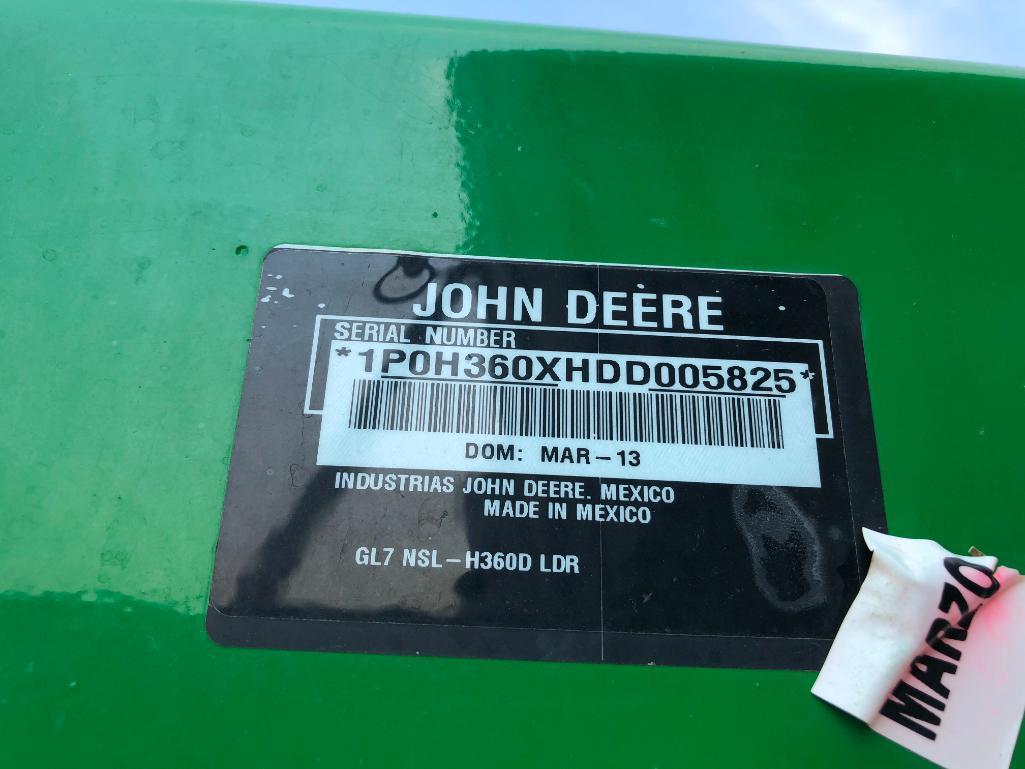 JOHN DEERE
SERIAL NUMBER
*1P0H360XHDD005825*
DOM: MAR-13
INDUSTRIAS JOHN DEERE. MEXICO
MADE IN MEXICO
GL7 NSL-H360D LDR
MARZO